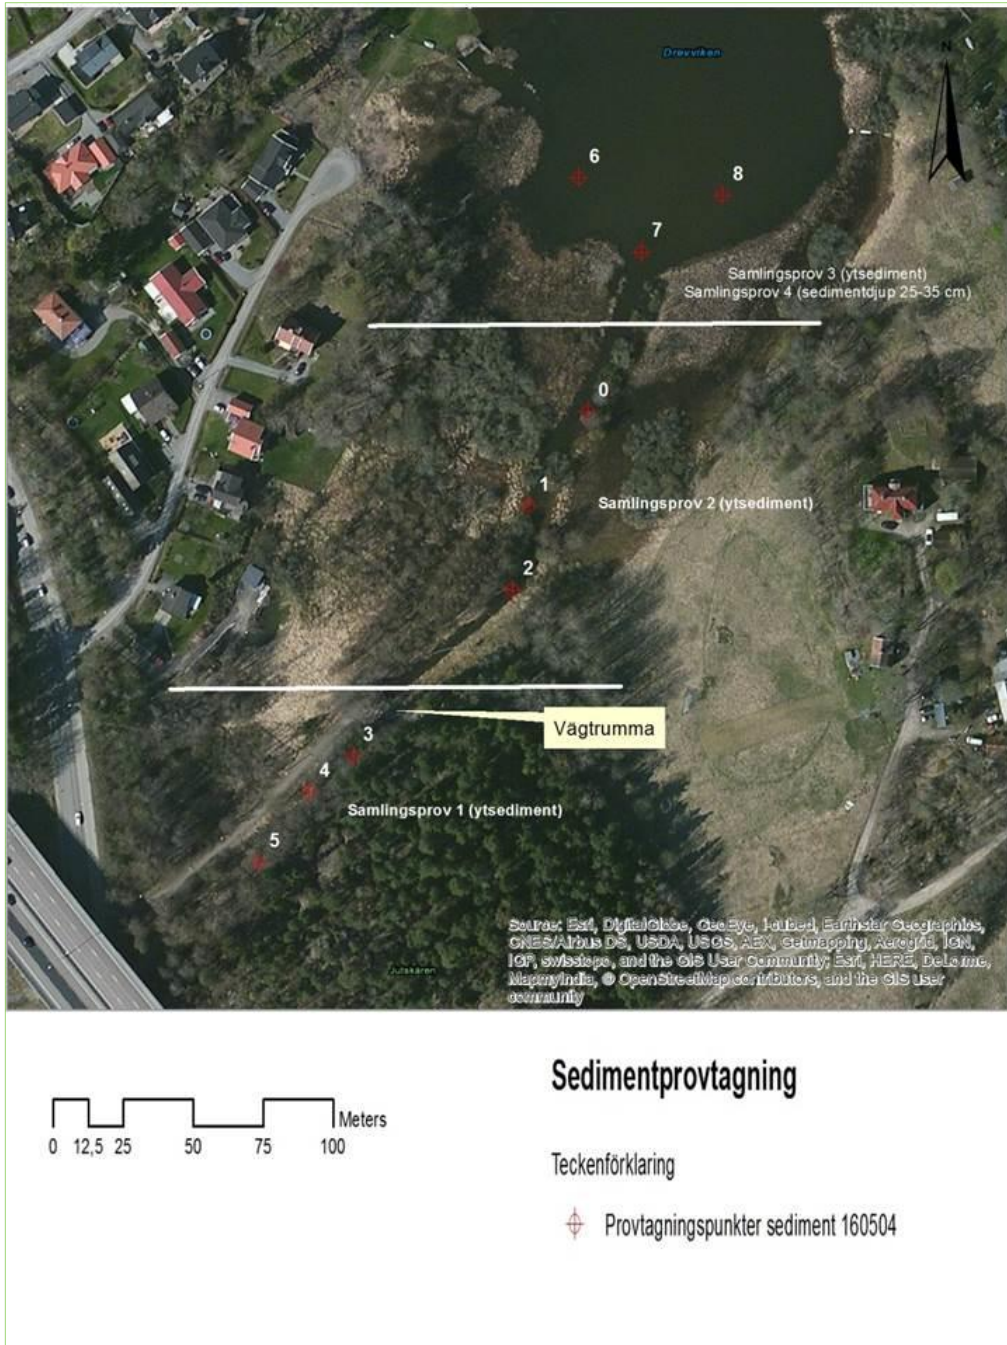 Drevviken
N
6
8
7
Samlingsprov 3 (ytsediment)
Samlingsprov 4 (sedimentdjup 25-35 cm)
0
1
Samlingsprov 2 (ytsediment)
2
Vägtrumma
3
4
Samlingsprov 1 (ytsediment)
5
Source: Esri, DigitalGlobe, GeoEye, i-cubed, Earthstar Geographics,
CNES/Airbus DS, USDA, USGS, AEX, Getmapping, Aerogrid, IGN,
IGP, swisstopo, and the GIS User Community; Esri, HERE, DeLorme,
MapmyIndia, © OpenStreetMap contributors, and the GIS user
community
Jutskären
Sedimentprovtagning
Meters
0 12,5 25 50 75 100
Teckenförklaring
Provtagningspunkter sediment 160504